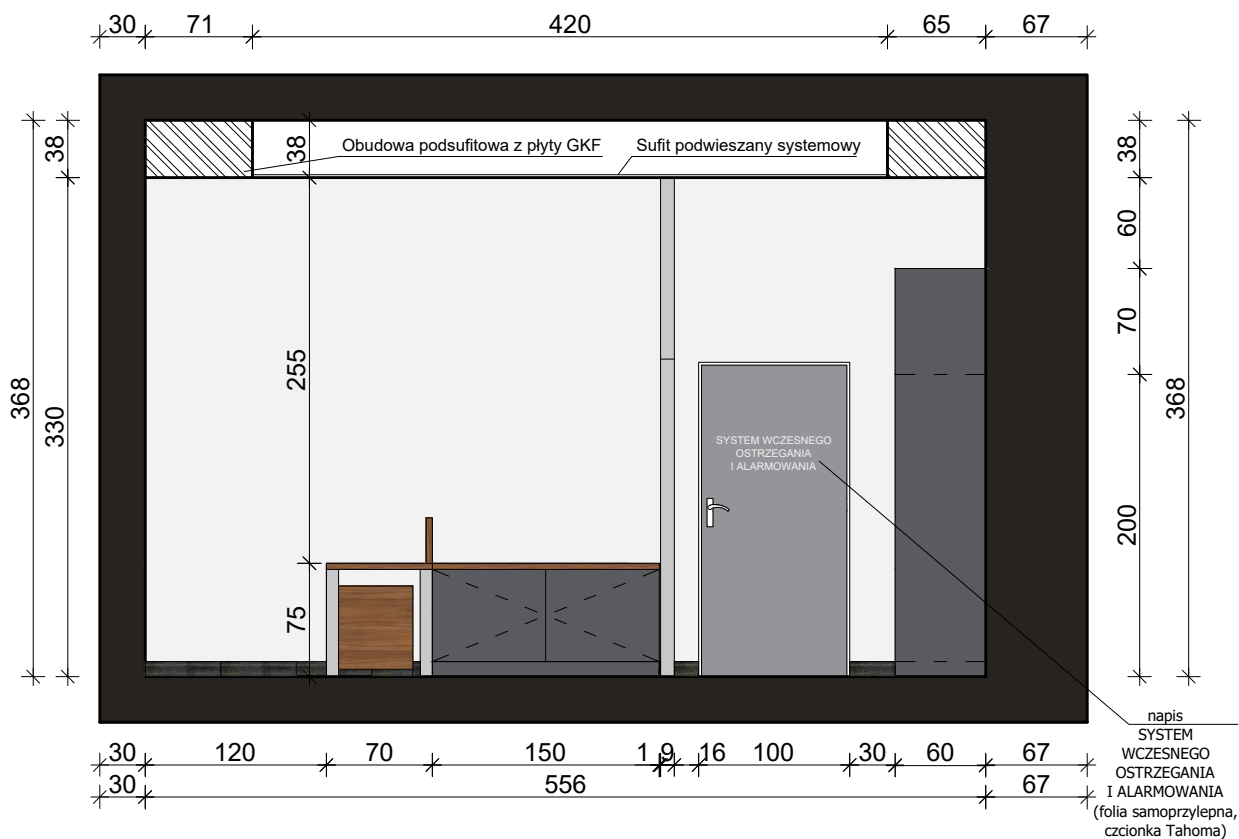 30 71 420 65 67
Obudowa podsufitowa z płyty GKF
Sufit podwieszany systemowy
38
38
38
60
70
255
368
330
368
200
75
SYSTEM WCZESNEGO
OSTRZEGANIA
I ALARMOWANIA
napis
SYSTEM
WCZESNEGO
OSTRZEGANIA
I ALARMOWANIA
(folia samoprzylepna,
czcionka Tahoma)
30 120 70 150 1 9 16 100 30 60 67
30 556 67